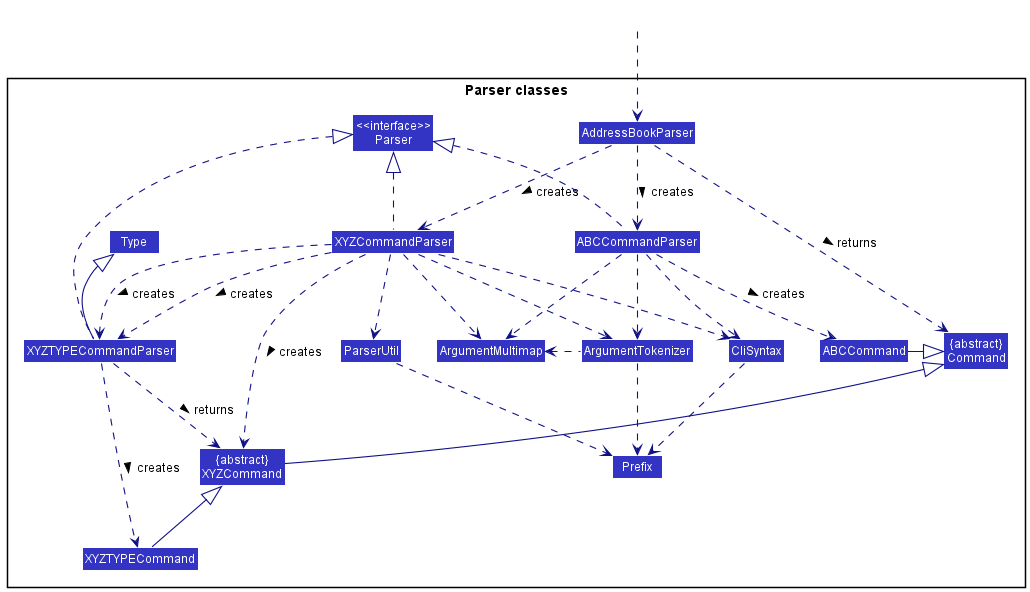 Parser classes
<<interface>>
Parser
AddressBookParser
creates
creates
Type
XYZCommandParser
ABCCommandParser
returns
creates
creates
creates
creates
XYZTYPECommandParser
ParserUtil
ArgumentMultimap
ArgumentTokenizer
CliSyntax
ABCCommand
{abstract}
Command
returns
creates
{abstract}
XYZCommand
Prefix
XYZTYPECommand